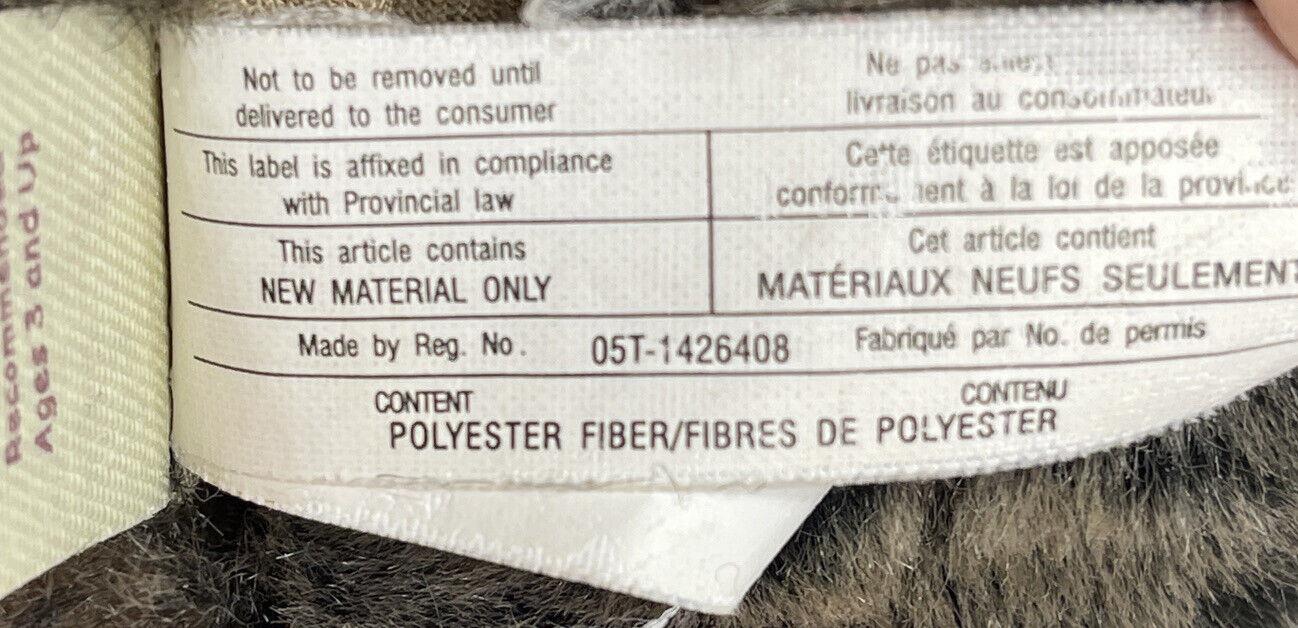 Recommended
Ages 3 and Up
Not to be removed until
delivered to the consumer
Ne pas
livraison au consommateur
This label is affixed in compliance
with Provincial law
Cette étiquette est apposée
à la loi de la province
This article contains
NEW MATERIAL ONLY
Cet article contient
MATÉRIAUX NEUFS SEULEMENT
Made by Reg. No. 05T-1426408 Fabriqué par No. de permis
CONTENT CONTENU
POLYESTER FIBER/FIBRES DE POLYESTER